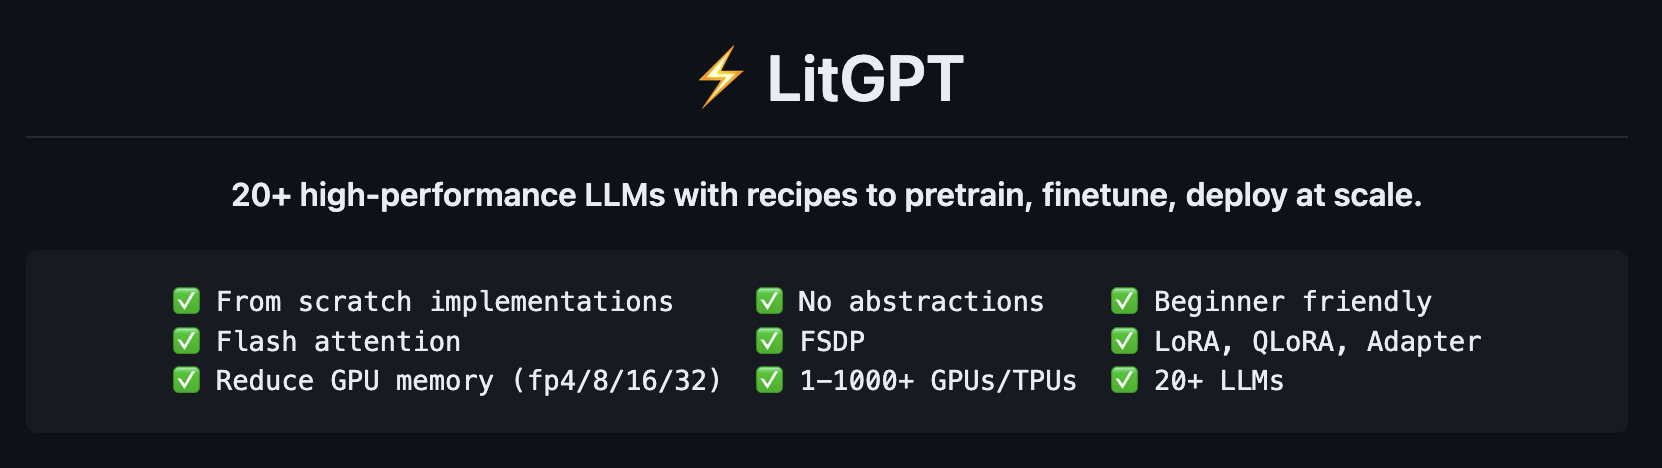 ⚡ LitGPT
20+ high-performance LLMs with recipes to pretrain, finetune, deploy at scale.
✅ From scratch implementations ✅ No abstractions ✅ Beginner friendly
✅ Flash attention ✅ FSDP ✅ LoRA, QLoRA, Adapter
✅ Reduce GPU memory (fp4/8/16/32) ✅ 1-1000+ GPUs/TPUs ✅ 20+ LLMs